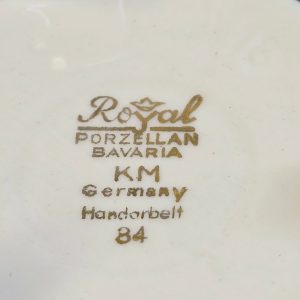 Royal
PORZELLAN
BAVARIA
KM
Germany
Handarbeit
84